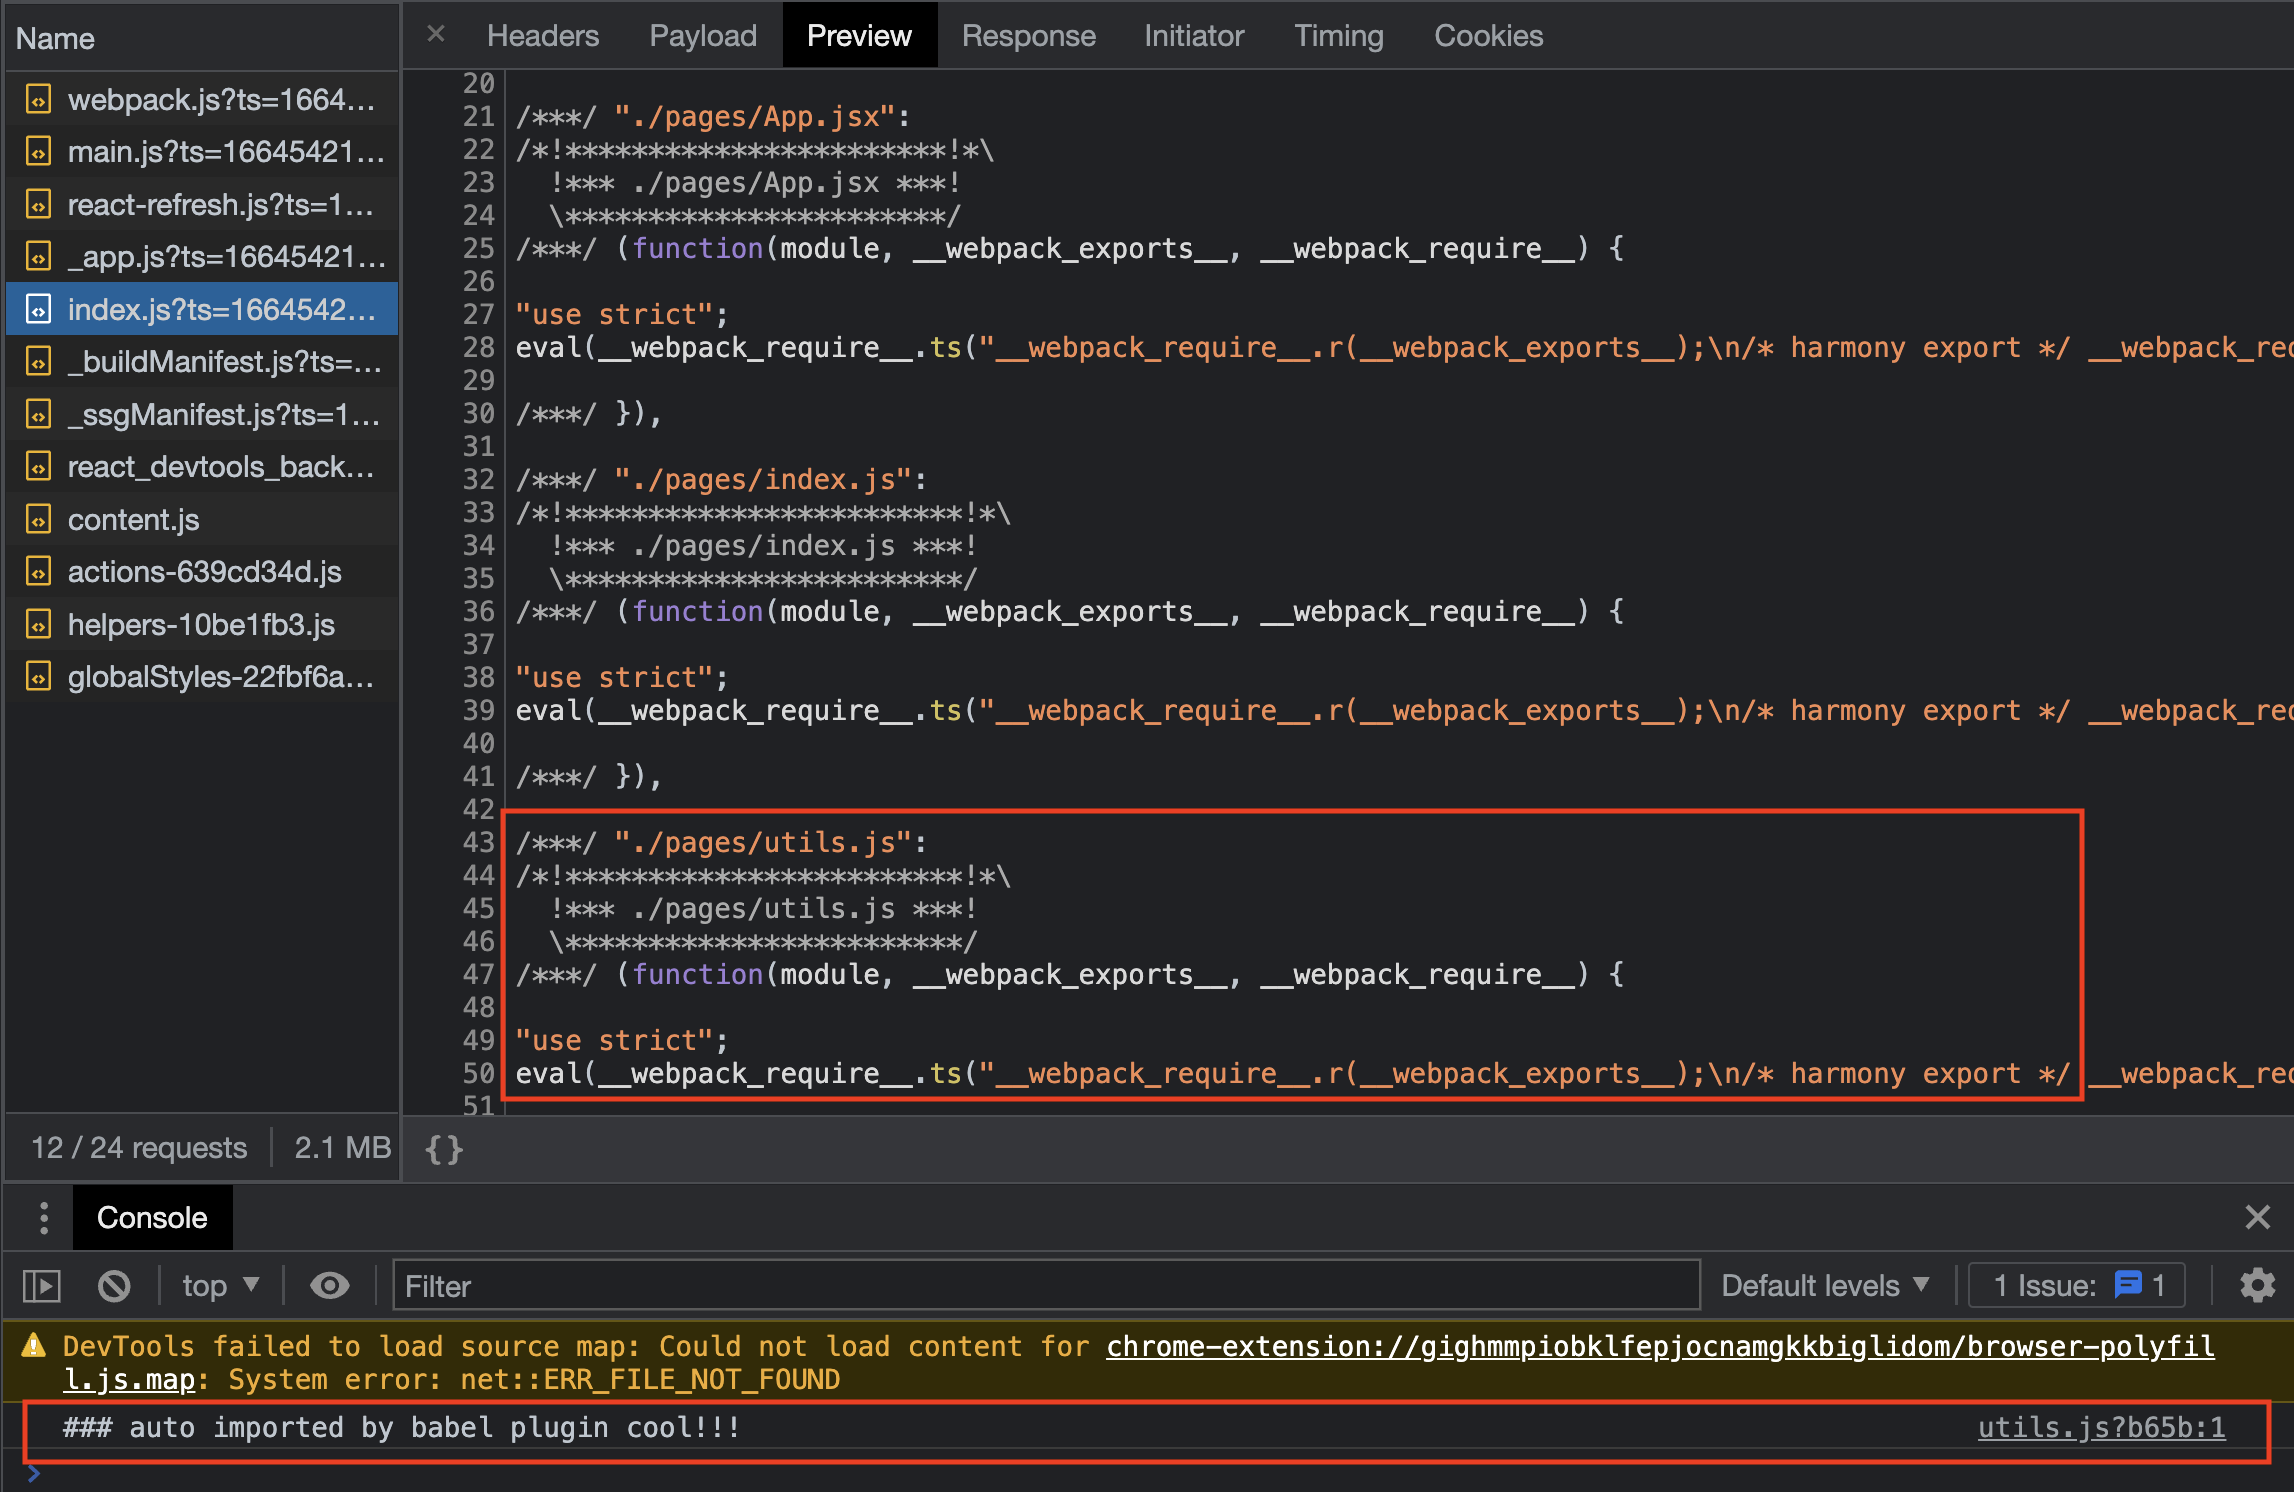 Name
webpack.js?ts=1664...
main.js?ts=16645421...
react-refresh.js?ts=1...
_app.js?ts=16645421...
index.js?ts=1664542...
_buildManifest.js?ts=...
_ssgManifest.js?ts=1...
react_devtools_back...
content.js
actions-639cd34d.js
helpers-10be1fb3.js
globalStyles-22fbf6a...
12 / 24 requests 2.1 MB
Headers Payload Preview Response Initiator Timing Cookies
20
21 /***/ "./pages/App.jsx":
22 /*!***********************!*\
23   !*** ./pages/App.jsx ***!
24   \***********************/
25 /***/ (function(module, __webpack_exports__, __webpack_require__) {
26
27 "use strict";
28 eval(__webpack_require__.ts("__webpack_require__.r(__webpack_exports__);\n/* harmony export */ __webpack_req
29
30 /***/ }),
31
32 /***/ "./pages/index.js":
33 /*!************************!*\
34   !*** ./pages/index.js ***!
35   \************************/
36 /***/ (function(module, __webpack_exports__, __webpack_require__) {
37
38 "use strict";
39 eval(__webpack_require__.ts("__webpack_require__.r(__webpack_exports__);\n/* harmony export */ __webpack_req
40
41 /***/ }),
42
43 /***/ "./pages/utils.js":
44 /*!************************!*\
45   !*** ./pages/utils.js ***!
46   \************************/
47 /***/ (function(module, __webpack_exports__, __webpack_require__) {
48
49 "use strict";
50 eval(__webpack_require__.ts("__webpack_require__.r(__webpack_exports__);\n/* harmony export */ __webpack_req
51
{}
Console
top Filter Default levels 1 Issue: 1
DevTools failed to load source map: Could not load content for chrome-extension://gighmmpiobklfepjocnamgkkbiglidom/browser-polyfil
l.js.map: System error: net::ERR_FILE_NOT_FOUND
### auto imported by babel plugin cool!!! utils.js?b65b:1